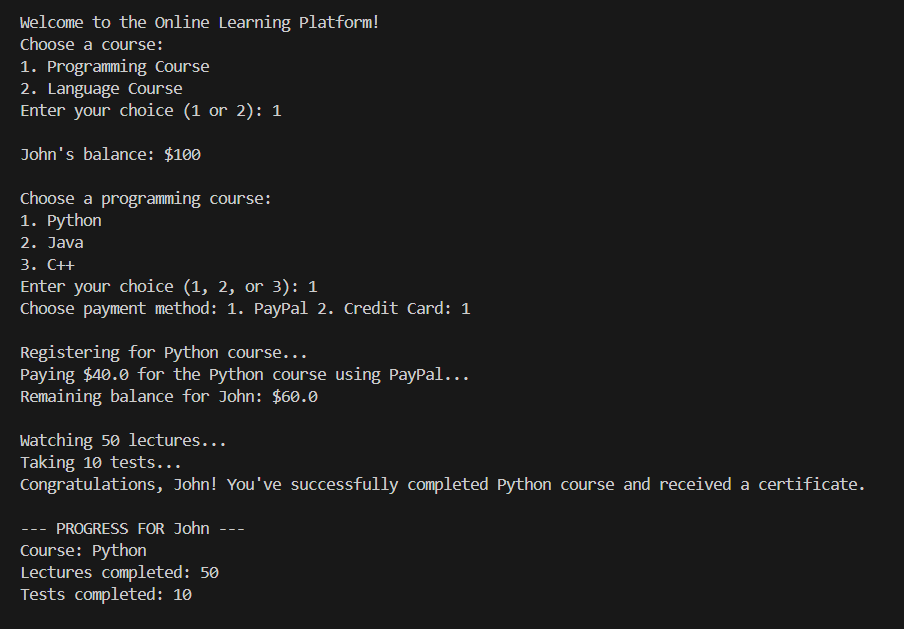 Welcome to the Online Learning Platform!
Choose a course:
1. Programming Course
2. Language Course
Enter your choice (1 or 2): 1
John's balance: $100
Choose a programming course:
1. Python
2. Java
3. C++
Enter your choice (1, 2, or 3): 1
Choose payment method: 1. PayPal 2. Credit Card: 1
Registering for Python course...
Paying $40.0 for the Python course using PayPal...
Remaining balance for John: $60.0
Watching 50 lectures...
Taking 10 tests...
Congratulations, John! You've successfully completed Python course and received a certificate.
--- PROGRESS FOR John ---
Course: Python
Lectures completed: 50
Tests completed: 10